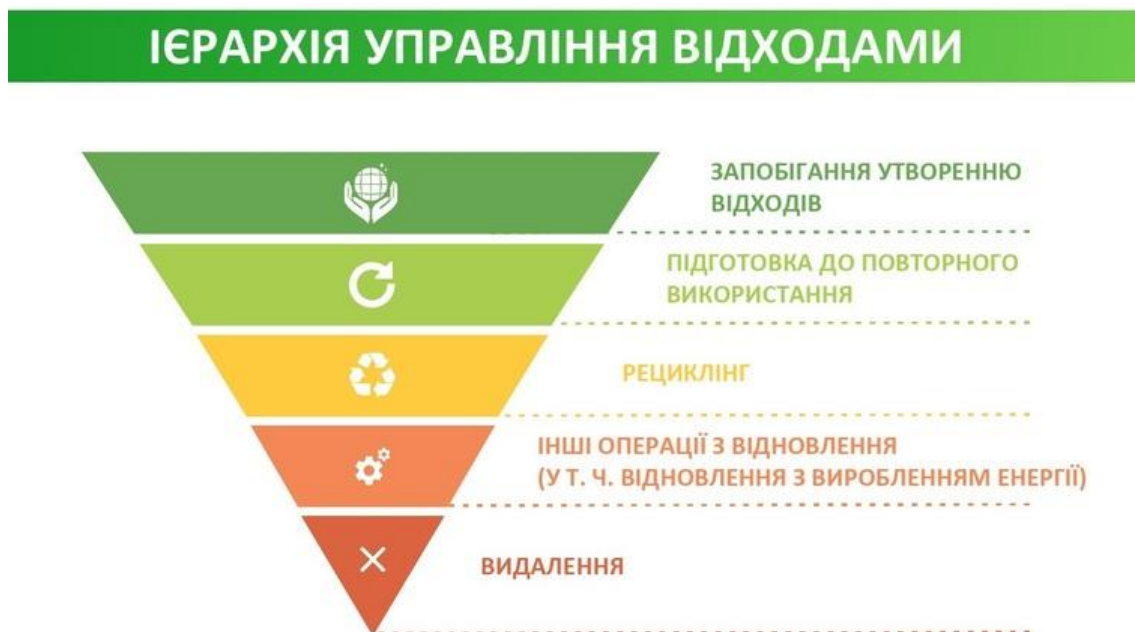 ІЄРАРХІЯ УПРАВЛІННЯ ВІДХОДАМИ
ЗАПОБІГАННЯ УТВОРЕННЮ
ВІДХОДІВ
ПІДГОТОВКА ДО ПОВТОРНОГО
ВИКОРИСТАННЯ
РЕЦИКЛІНГ
ІНШІ ОПЕРАЦІЇ З ВІДНОВЛЕННЯ
(У Т. Ч. ВІДНОВЛЕННЯ З ВИРОБЛЕННЯМ ЕНЕРГІЇ)
ВИДАЛЕННЯ